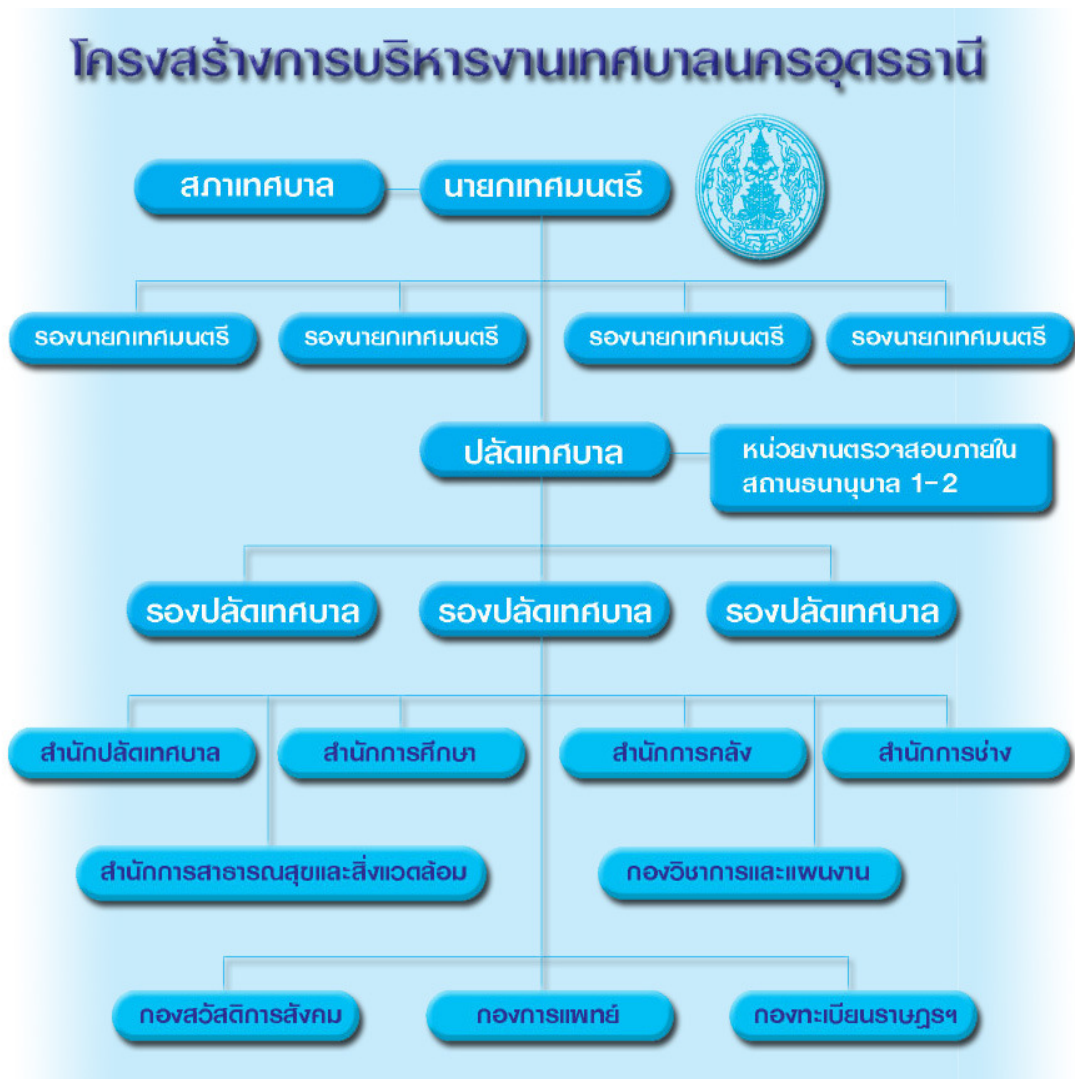 โครงสร้างการบริหารงานเทศบาลนครอุดรธานี
สภาเทศบาล
นายกเทศมนตรี
รองนายกเทศมนตรี
รองนายกเทศมนตรี
รองนายกเทศมนตรี
รองนายกเทศมนตรี
ปลัดเทศบาล
หน่วยงานตรวจสอบภายใน
สถานธนานุบาล 1-2
รองปลัดเทศบาล
รองปลัดเทศบาล
รองปลัดเทศบาล
สำนักปลัดเทศบาล
สำนักการศึกษา
สำนักการคลัง
สำนักการช่าง
สำนักการสาธารณสุขและสิ่งแวดล้อม
กองวิชาการและแผนงาน
กองสวัสดิการสังคม
กองการแพทย์
กองทะเบียนราษฎรฯ